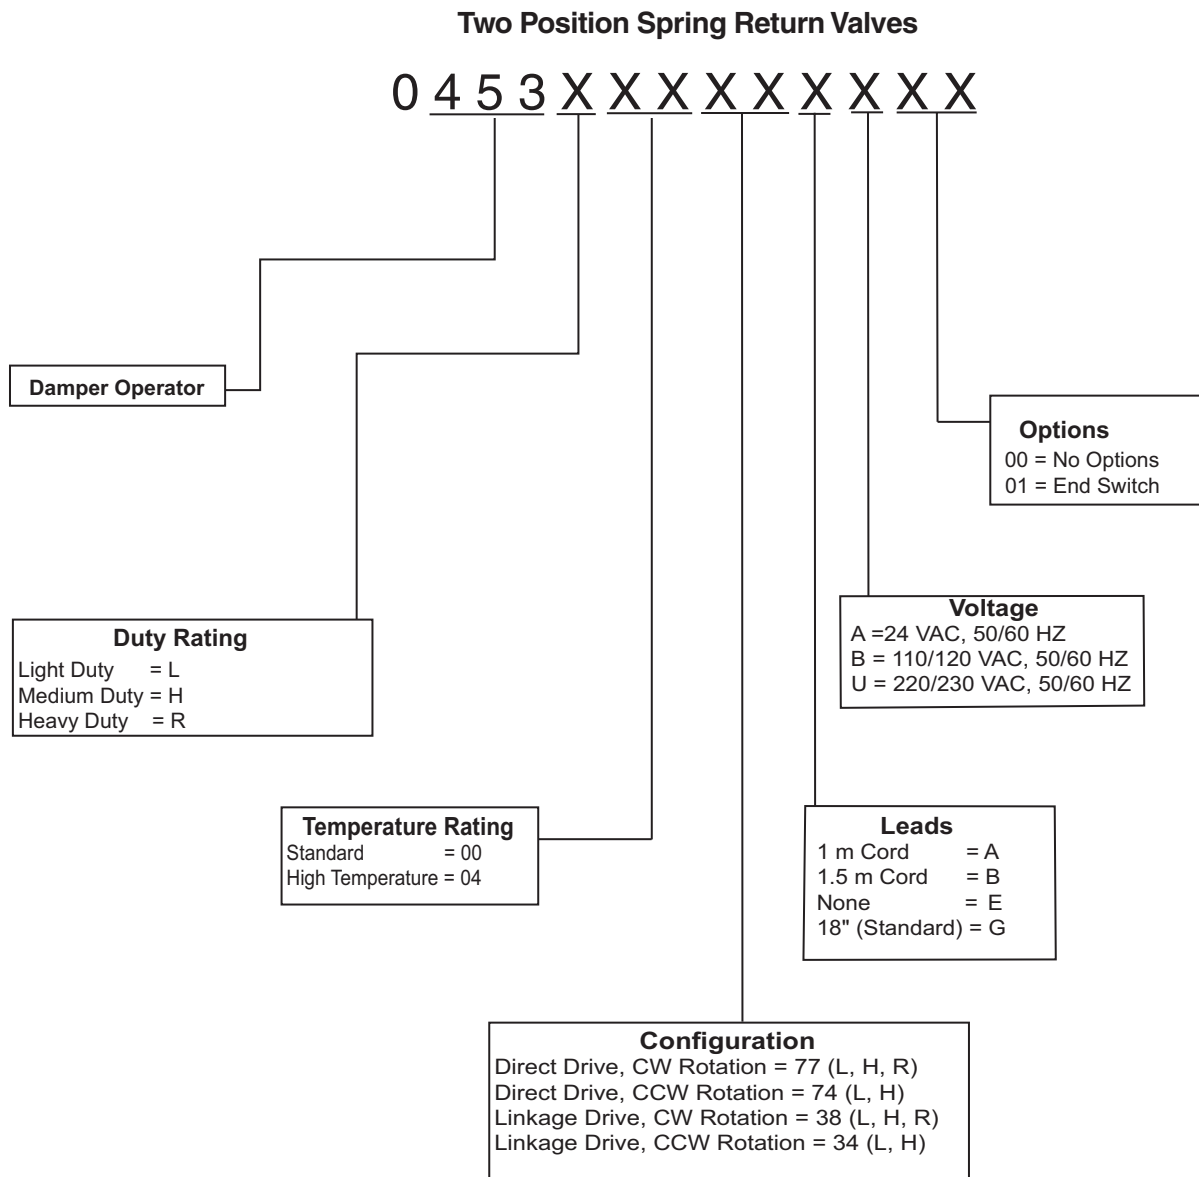 Two Position Spring Return Valves
0 4 5 3 X X X X X X X X X
Damper Operator
Options
00 = No Options
01 = End Switch
Duty Rating
Light Duty = L
Medium Duty = H
Heavy Duty = R
Voltage
A =24 VAC, 50/60 HZ
B = 110/120 VAC, 50/60 HZ
U = 220/230 VAC, 50/60 HZ
Temperature Rating
Standard = 00
High Temperature = 04
Leads
1 m Cord = A
1.5 m Cord = B
None = E
18" (Standard) = G
Configuration
Direct Drive, CW Rotation = 77 (L, H, R)
Direct Drive, CCW Rotation = 74 (L, H)
Linkage Drive, CW Rotation = 38 (L, H, R)
Linkage Drive, CCW Rotation = 34 (L, H)